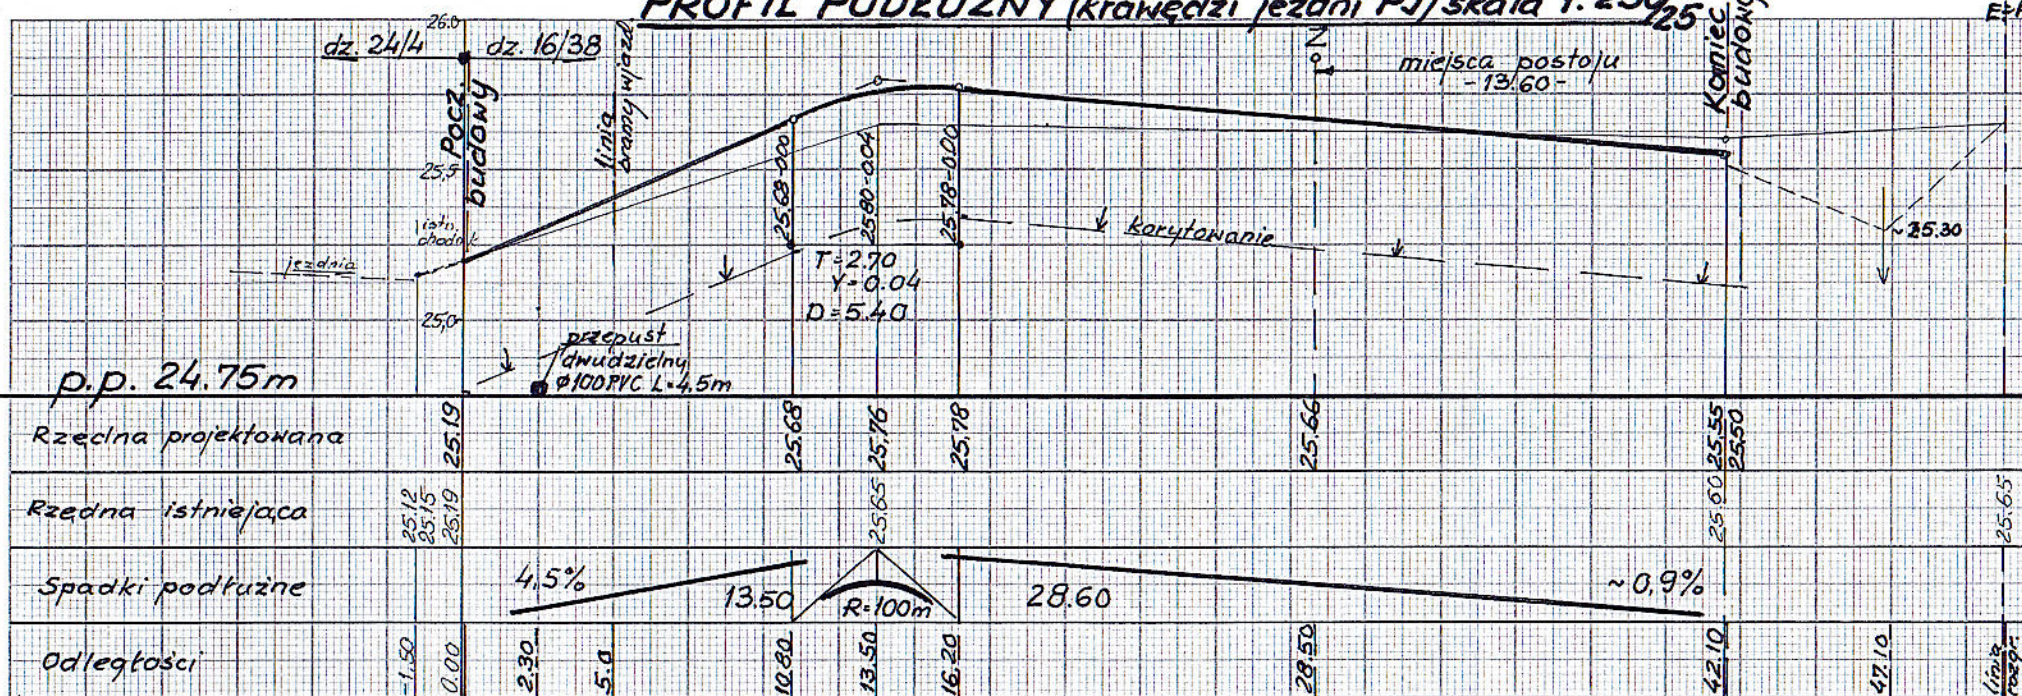 PROFIL PODŁUŻNY (krawędzi jezdni PJ) skala 1:250/25
26.0
dz. 24/4
dz. 16/38
Pocz.
budowy
linia
bramy wjazd.
N
miejsca postoju
-13.60-
Koniec
budowy
25,5
25.68-0.00
25.80-0.04
25.78-0.00
istn.
chodnik
jezdnia
korytowanie
~25.30
T=2.70
Y=0.04
D=5.40
25,0
przepust
dwudzielny
φ100PVC L=4,5m
p.p. 24.75m
Rzędna projektowana
25.19
25.68
25,76
25,78
25.66
25.55
25.50
Rzędna istniejąca
25.12
25.15
25.19
25.65
25.60
25.65
Spadki podłużne
4,5%
13.50
R=100m
28.60
~0,9%
Odległości
-1.50
0.00
2.30
5.0
10.80
13.50
16.20
28.50
42.10
47.10
linia